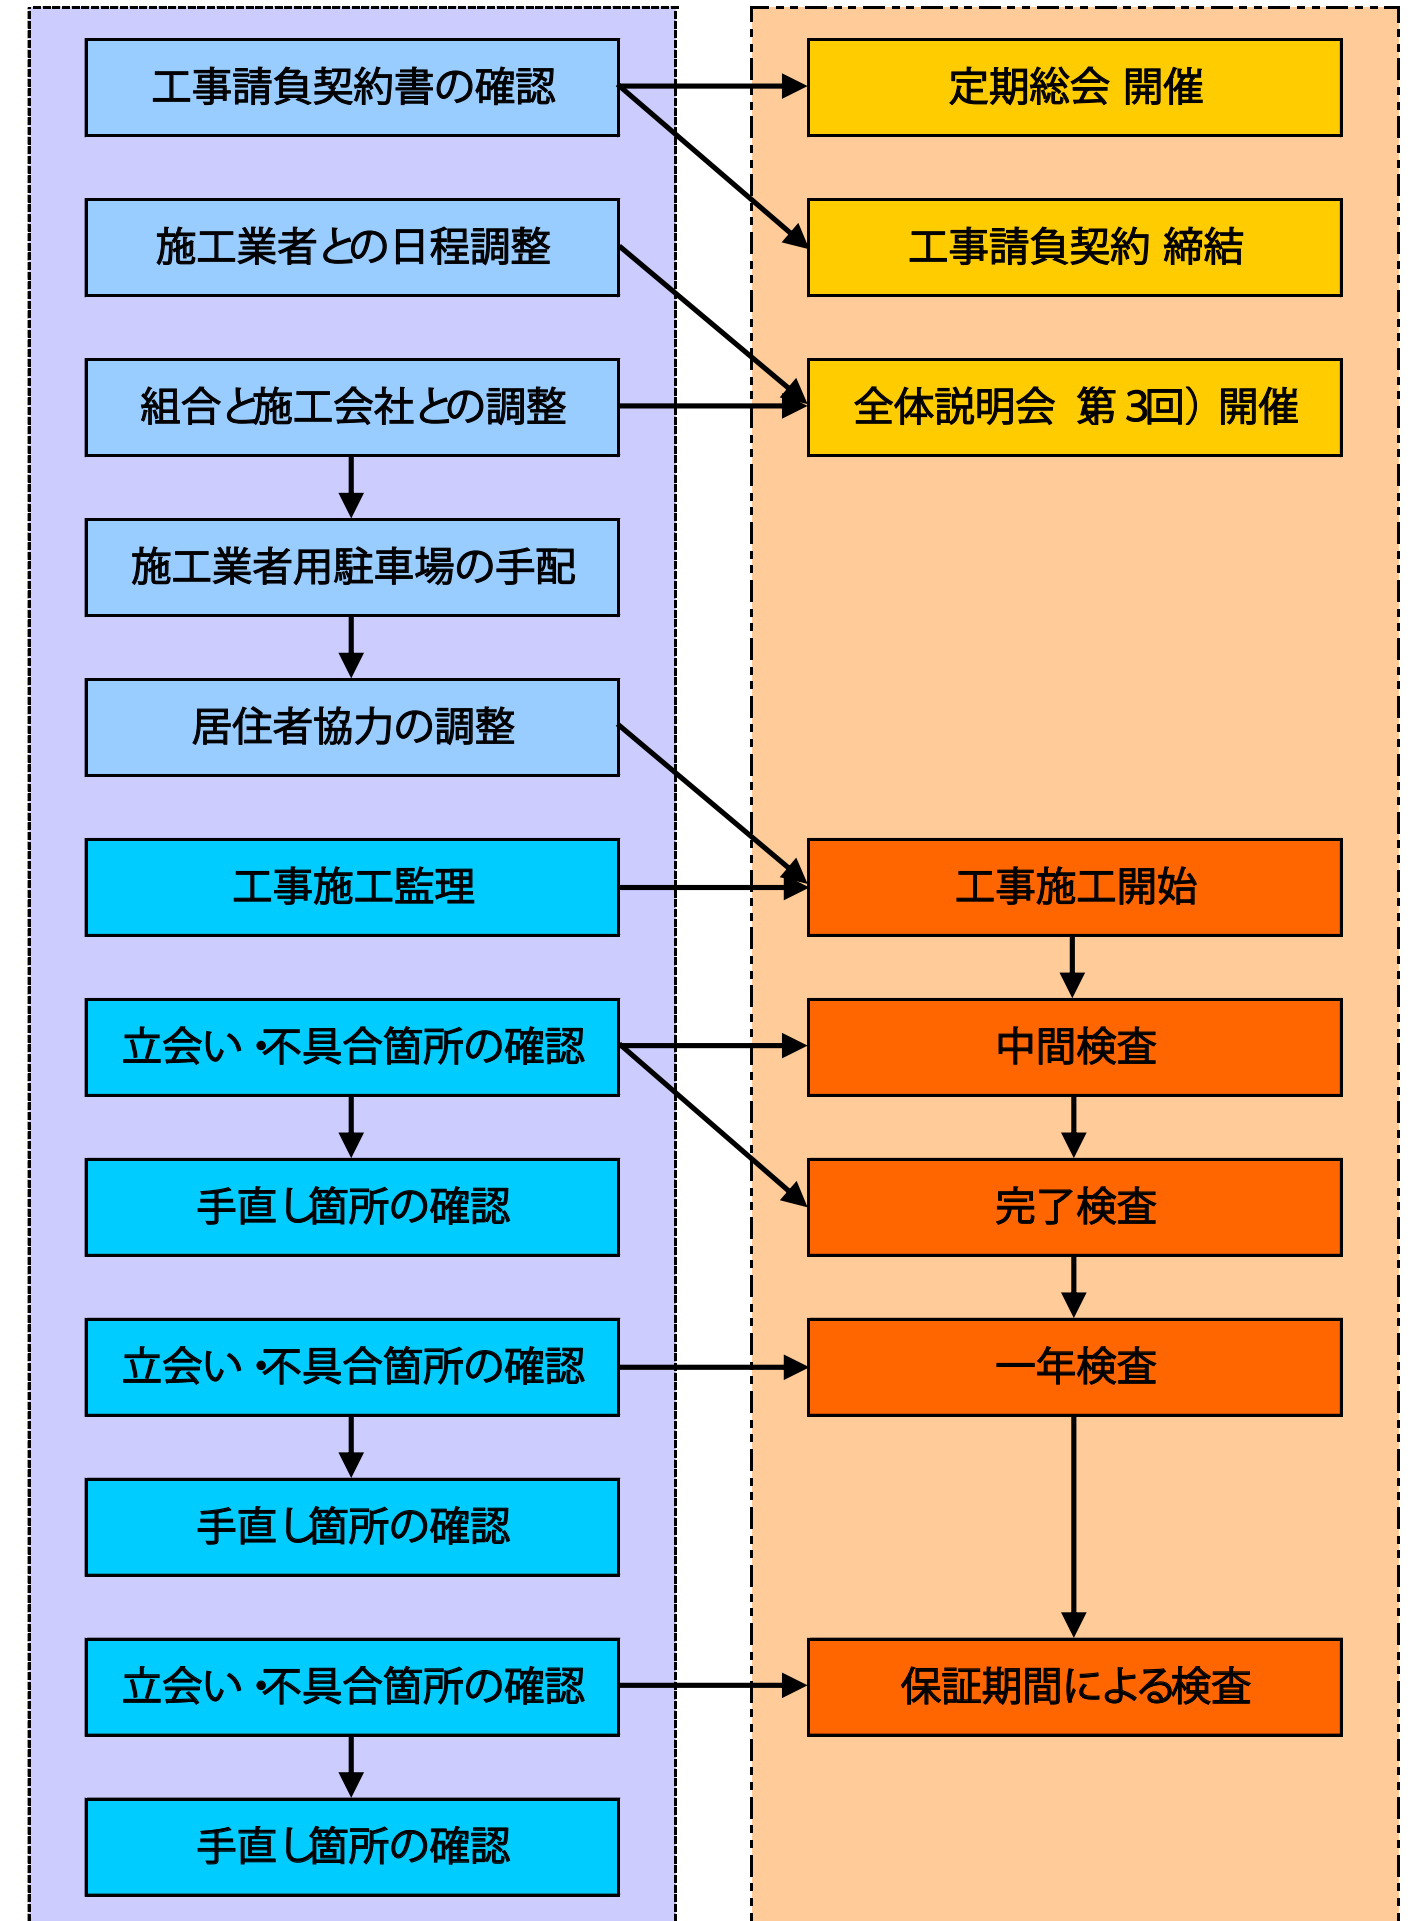 工事請負契約書の確認
定期総会 開催
施工業者との日程調整
工事請負契約 締結
組合と施工会社との調整
全体説明会 (第3回) 開催
施工業者用駐車場の手配
居住者協力の調整
工事施工監理
工事施工開始
立会い・不具合箇所の確認
中間検査
手直し箇所の確認
完了検査
立会い・不具合箇所の確認
一年検査
手直し箇所の確認
立会い・不具合箇所の確認
保証期間による検査
手直し箇所の確認